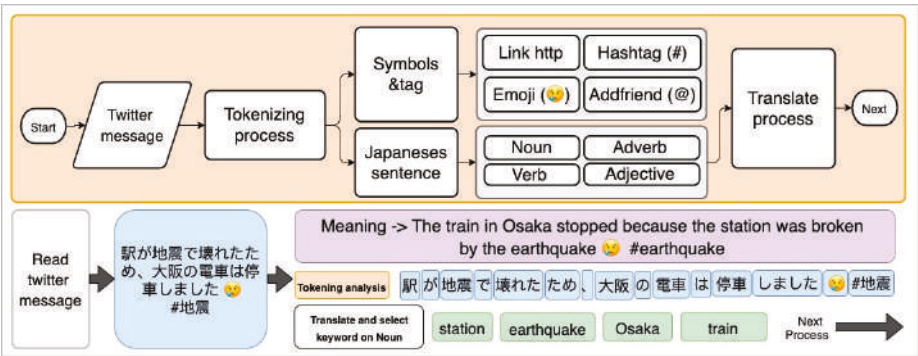 Start
Twitter
message
Tokenizing
process
Symbols
&tag
Japaneses
sentence
Link http
Hashtag (#)
Emoji (😢)
Addfriend (@)
Noun
Adverb
Verb
Adjective
Translate
process
Next
Read
twitter
message
駅が地震で壊れたた
め、大阪の電車は停
車しました 😢
#地震
Meaning -> The train in Osaka stopped because the station was broken
by the earthquake 😢 #earthquake
Tokening analysis
駅 が 地震 で 壊れた ため 、 大阪 の 電車 は 停車 しました 😢 #地震
Translate and select
keyword on Noun
station
earthquake
Osaka
train
Next
Process